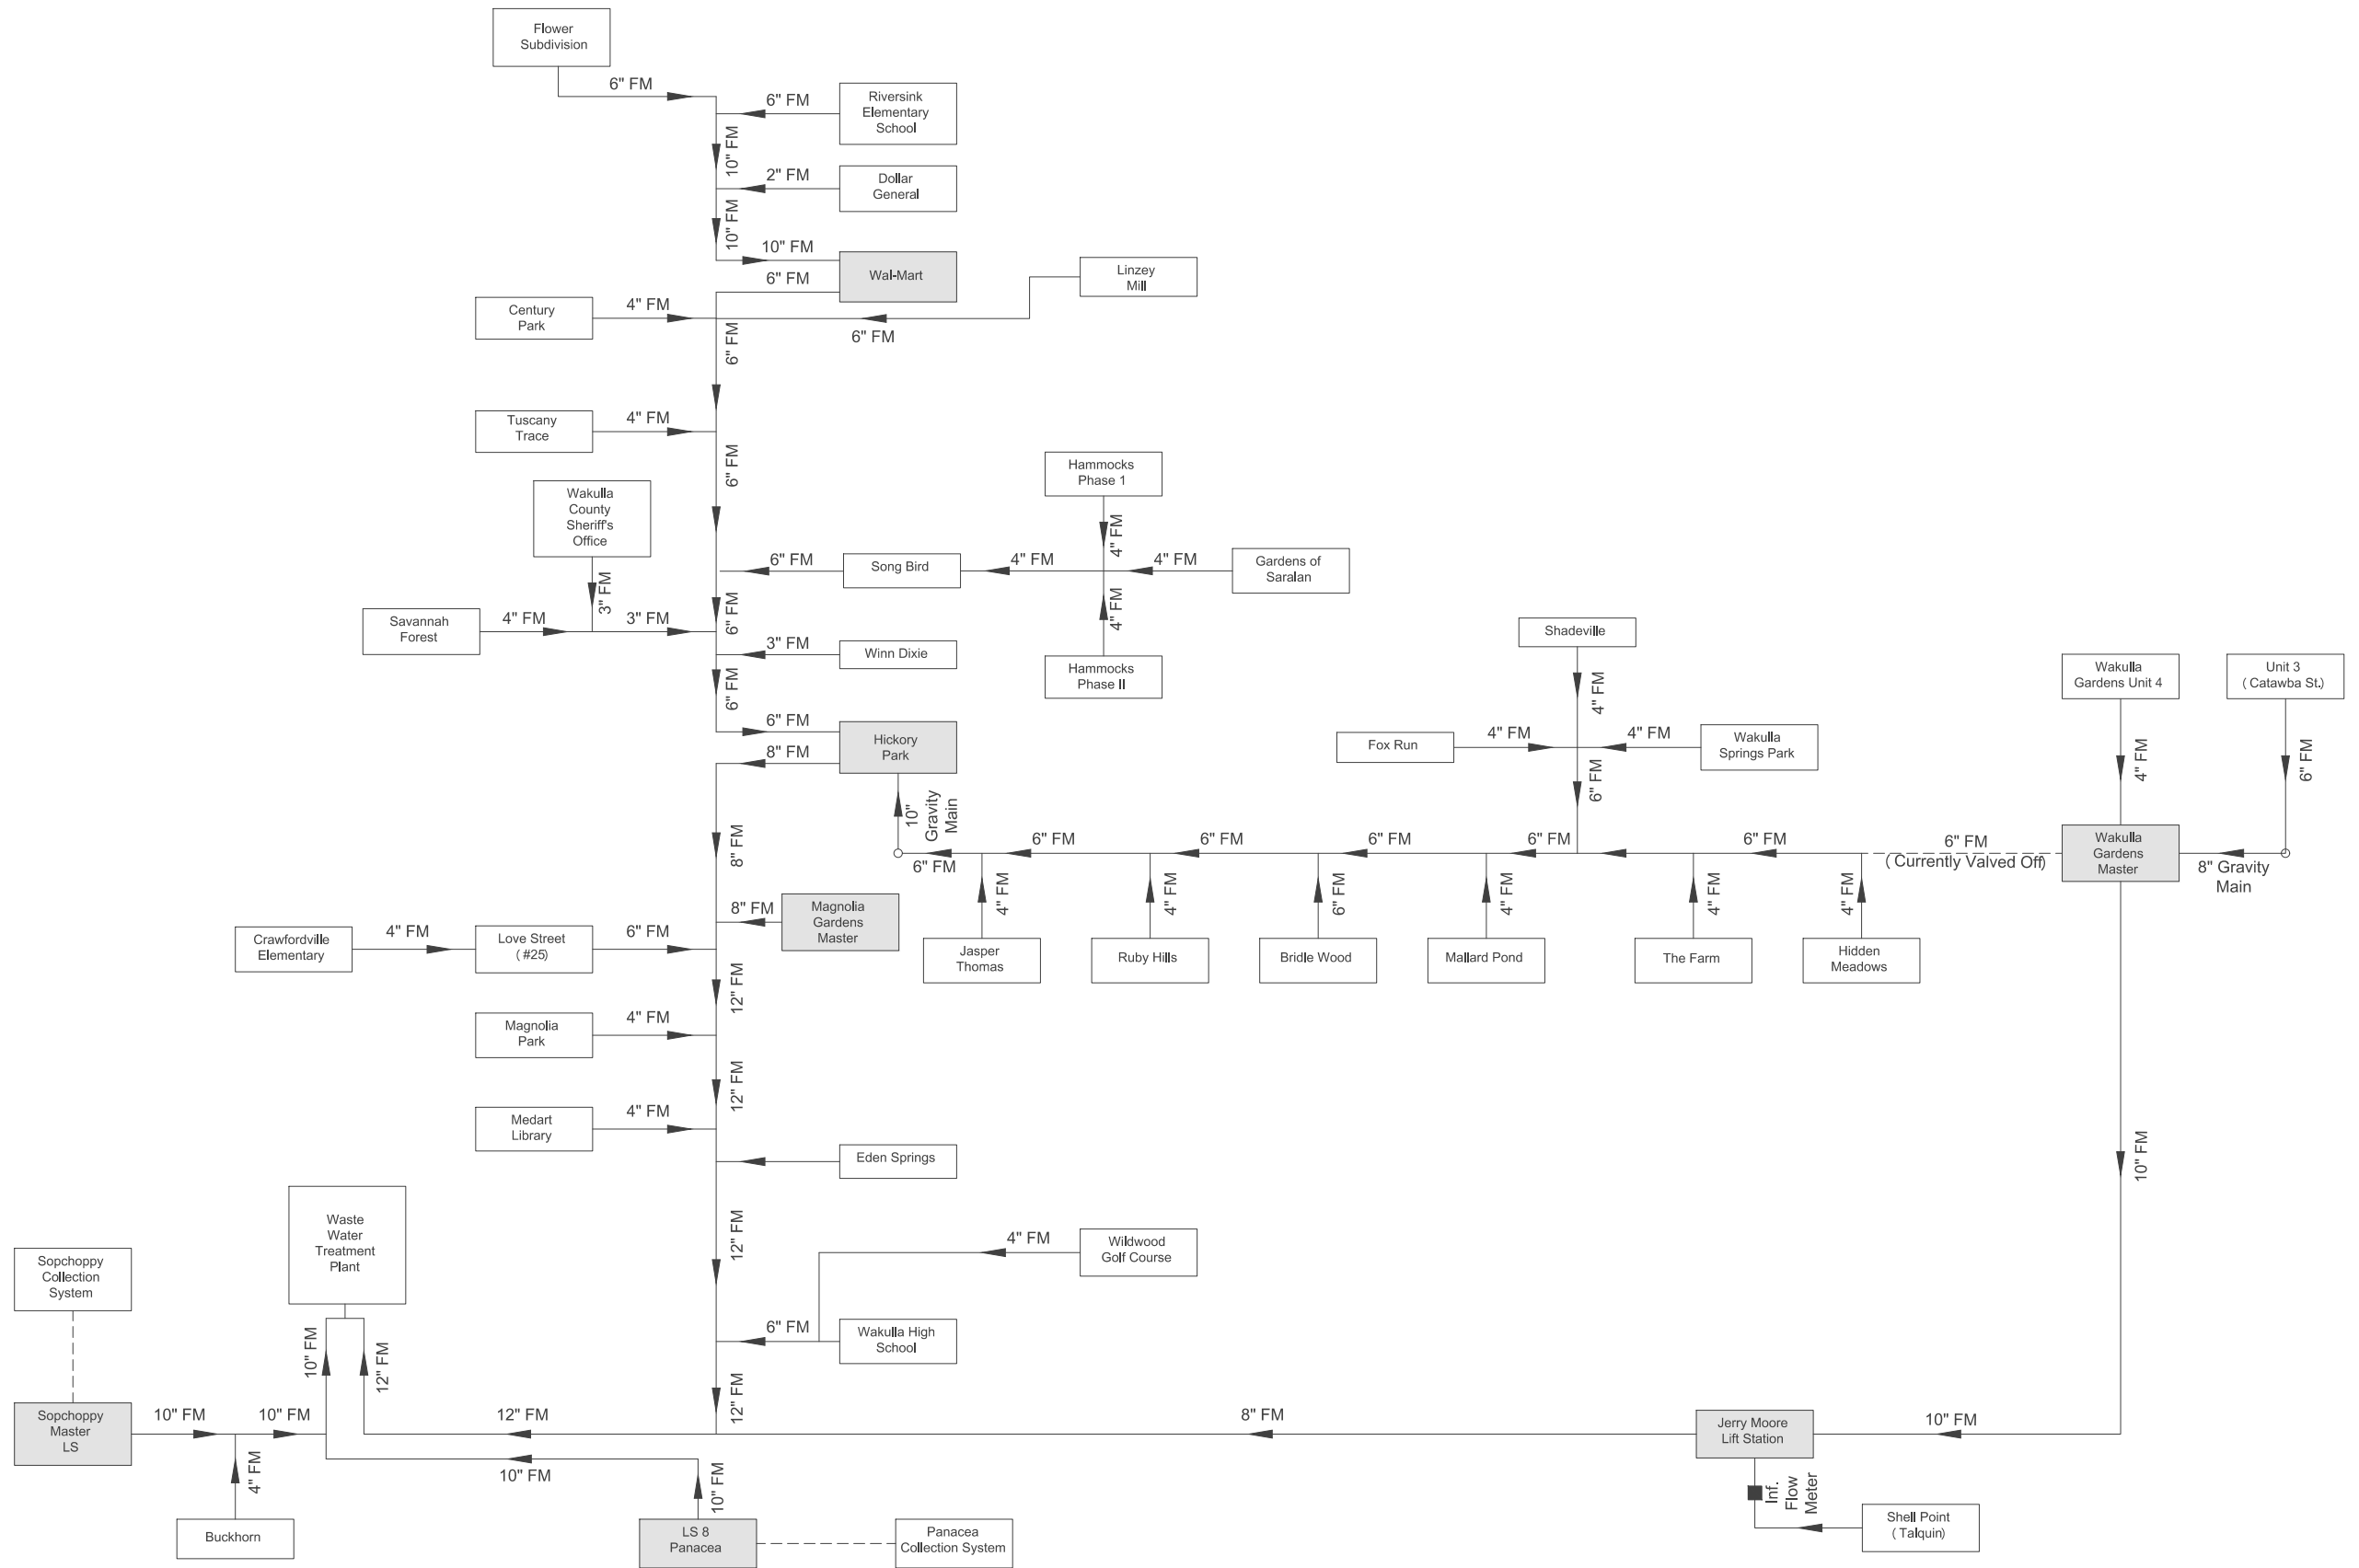 Flower
Subdivision
6" FM
6" FM
Riversink
Elementary
School
10" FM
2" FM
Dollar
General
10" FM
10" FM
Wal-Mart
6" FM
Linzey
Mill
Century
Park
4" FM
6" FM
6" FM
Tuscany
Trace
4" FM
6" FM
Hammocks
Phase 1
Wakulla
County
Sheriff's
Office
4" FM
6" FM
Song Bird
4" FM
4" FM
Gardens of
Saralan
3" FM
Savannah
Forest
4" FM
3" FM
6" FM
4" FM
3" FM
Winn Dixie
Hammocks
Phase II
Shadeville
Wakulla
Gardens Unit 4
Unit 3
( Catawba St.)
6" FM
4" FM
6" FM
Hickory
Park
8" FM
Fox Run
4" FM
4" FM
Wakulla
Springs Park
4" FM
6" FM
6" FM
10"
Gravity
Main
8" FM
6" FM
6" FM
6" FM
6" FM
6" FM
6" FM
6" FM
( Currently Valved Off)
Wakulla
Gardens
Master
8" Gravity
Main
4" FM
4" FM
6" FM
4" FM
4" FM
4" FM
8" FM
Magnolia
Gardens
Master
Crawfordville
Elementary
4" FM
Love Street
( #25)
6" FM
Jasper
Thomas
Ruby Hills
Bridle Wood
Mallard Pond
The Farm
Hidden
Meadows
12" FM
Magnolia
Park
4" FM
12" FM
Medart
Library
4" FM
10" FM
Eden Springs
12" FM
Waste
Water
Treatment
Plant
Sopchoppy
Collection
System
4" FM
Wildwood
Golf Course
6" FM
Wakulla High
School
10" FM
12" FM
12" FM
Sopchoppy
Master
LS
10" FM
10" FM
12" FM
8" FM
Jerry Moore
Lift Station
10" FM
4" FM
10" FM
10" FM
Inf.
Flow
Meter
Buckhorn
LS 8
Panacea
Panacea
Collection System
Shell Point
( Talquin)